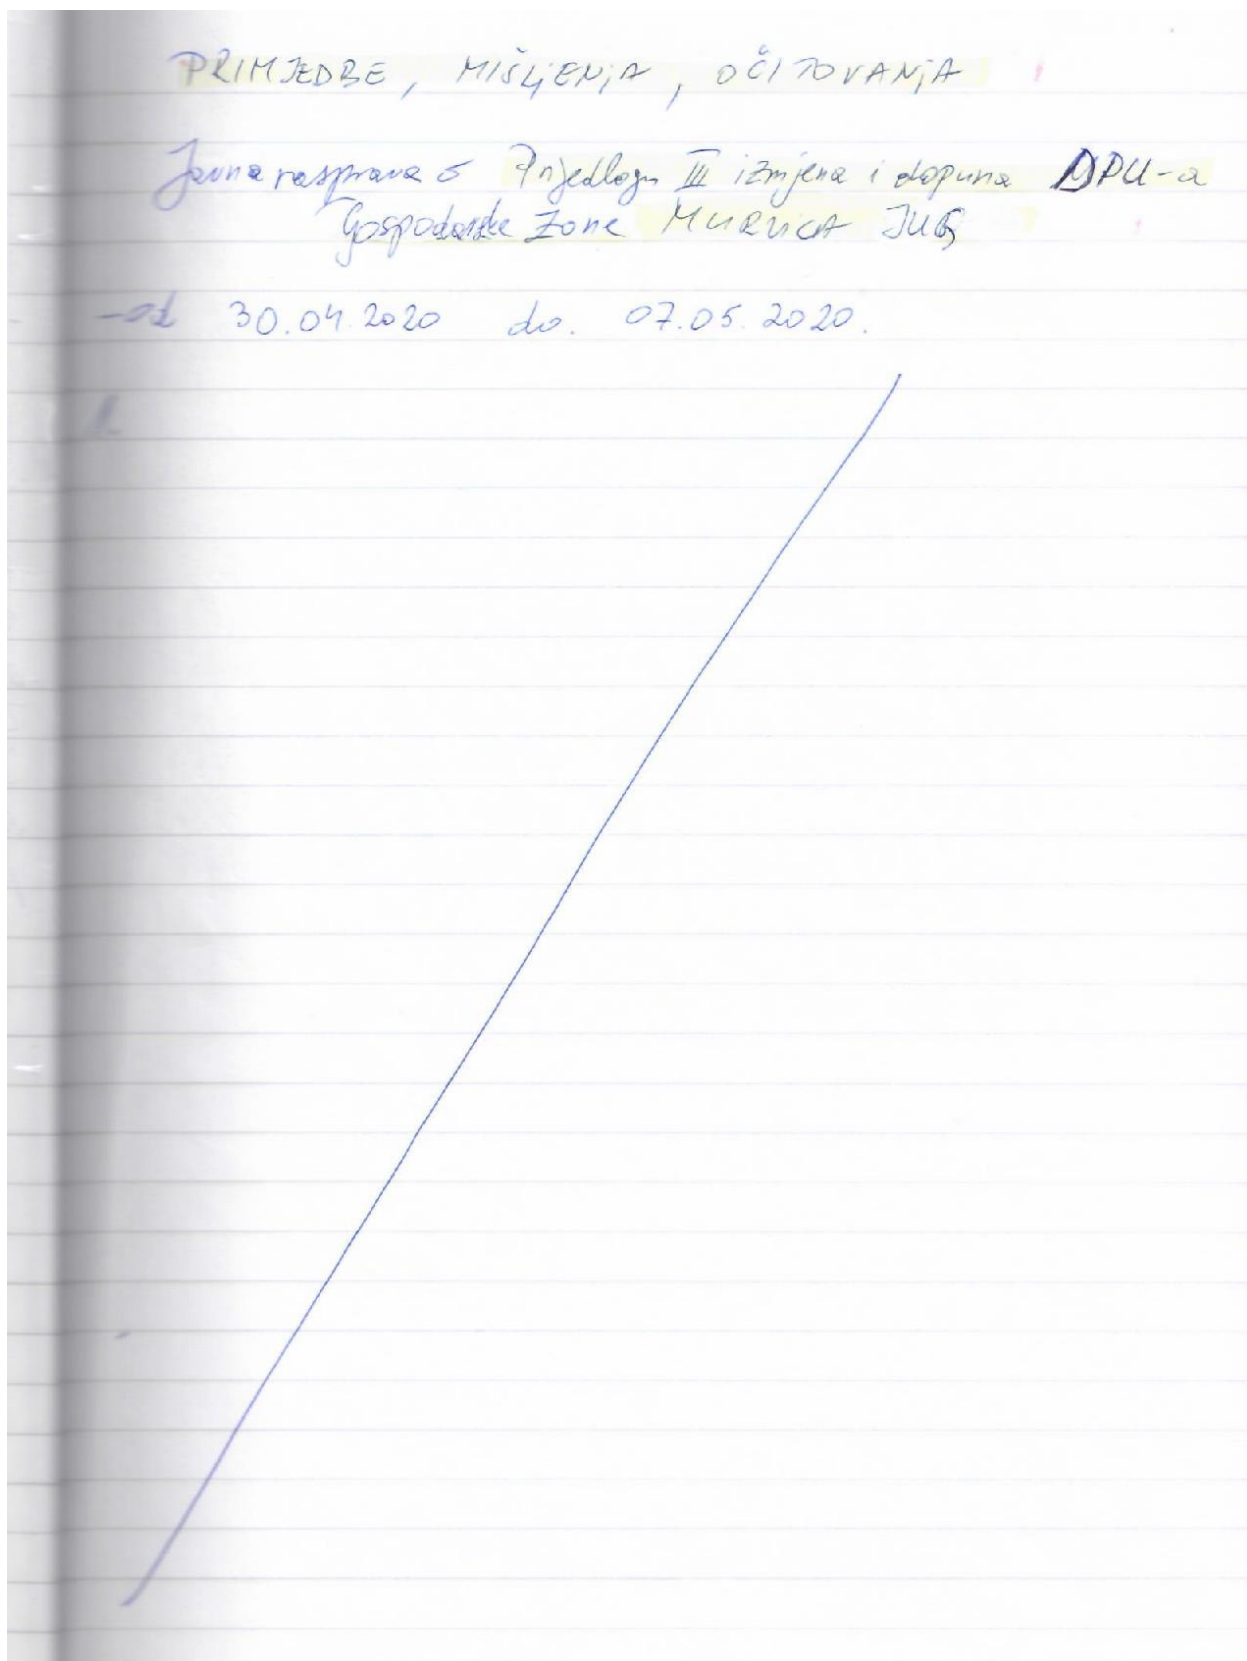 PRIMJEDBE, MIŠLJENJA, OČITOVANJA
Javna rasprava o Prijedlogu III izmjena i dopuna DPU-a
Gospodarske Zone MURVICA JUG
-od 30.04.2020 do. 07.05.2020.
1.